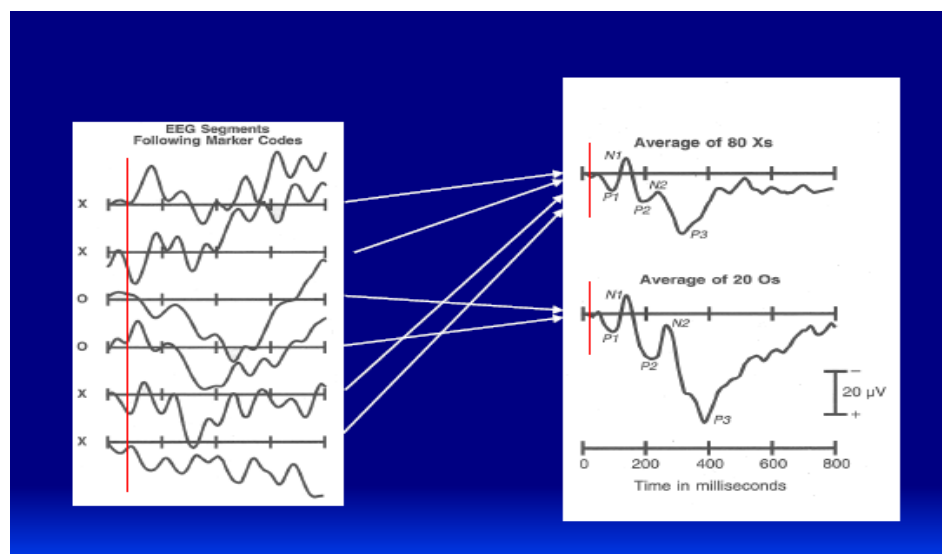 EEG Segments
Following Marker Codes
X
X
O
O
X
X
Average of 80 Xs
N1
P1
P2
N2
P3
Average of 20 Os
N1
P1
P2
N2
P3
−
20 µV
+
0 200 400 600 800
Time in milliseconds